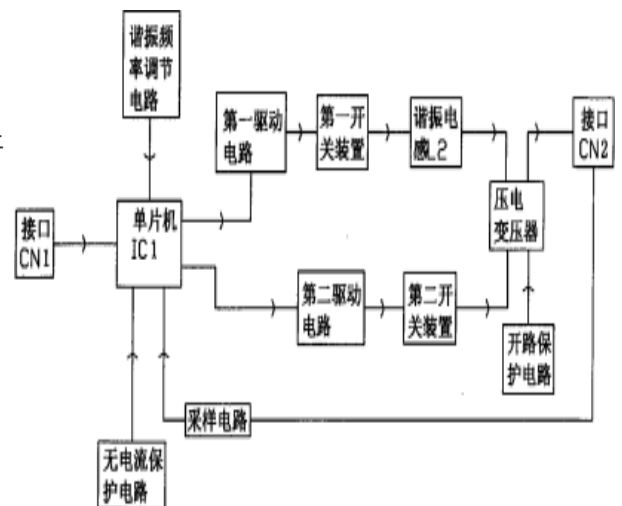 谐振频
率调节
电路
第一驱动
电路
第一开
关装置
谐振电
感L2
接口
CN2
接口
CN1
单片机
IC1
压电
变压器
第二驱动
电路
第二开
关装置
开路保
护电路
采样电路
无电流保
护电路